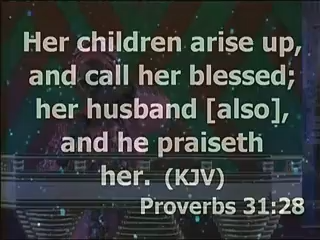 Her children arise up,
and call her blessed;
her husband [also],
and he praiseth
her. (KJV)
Proverbs 31:28